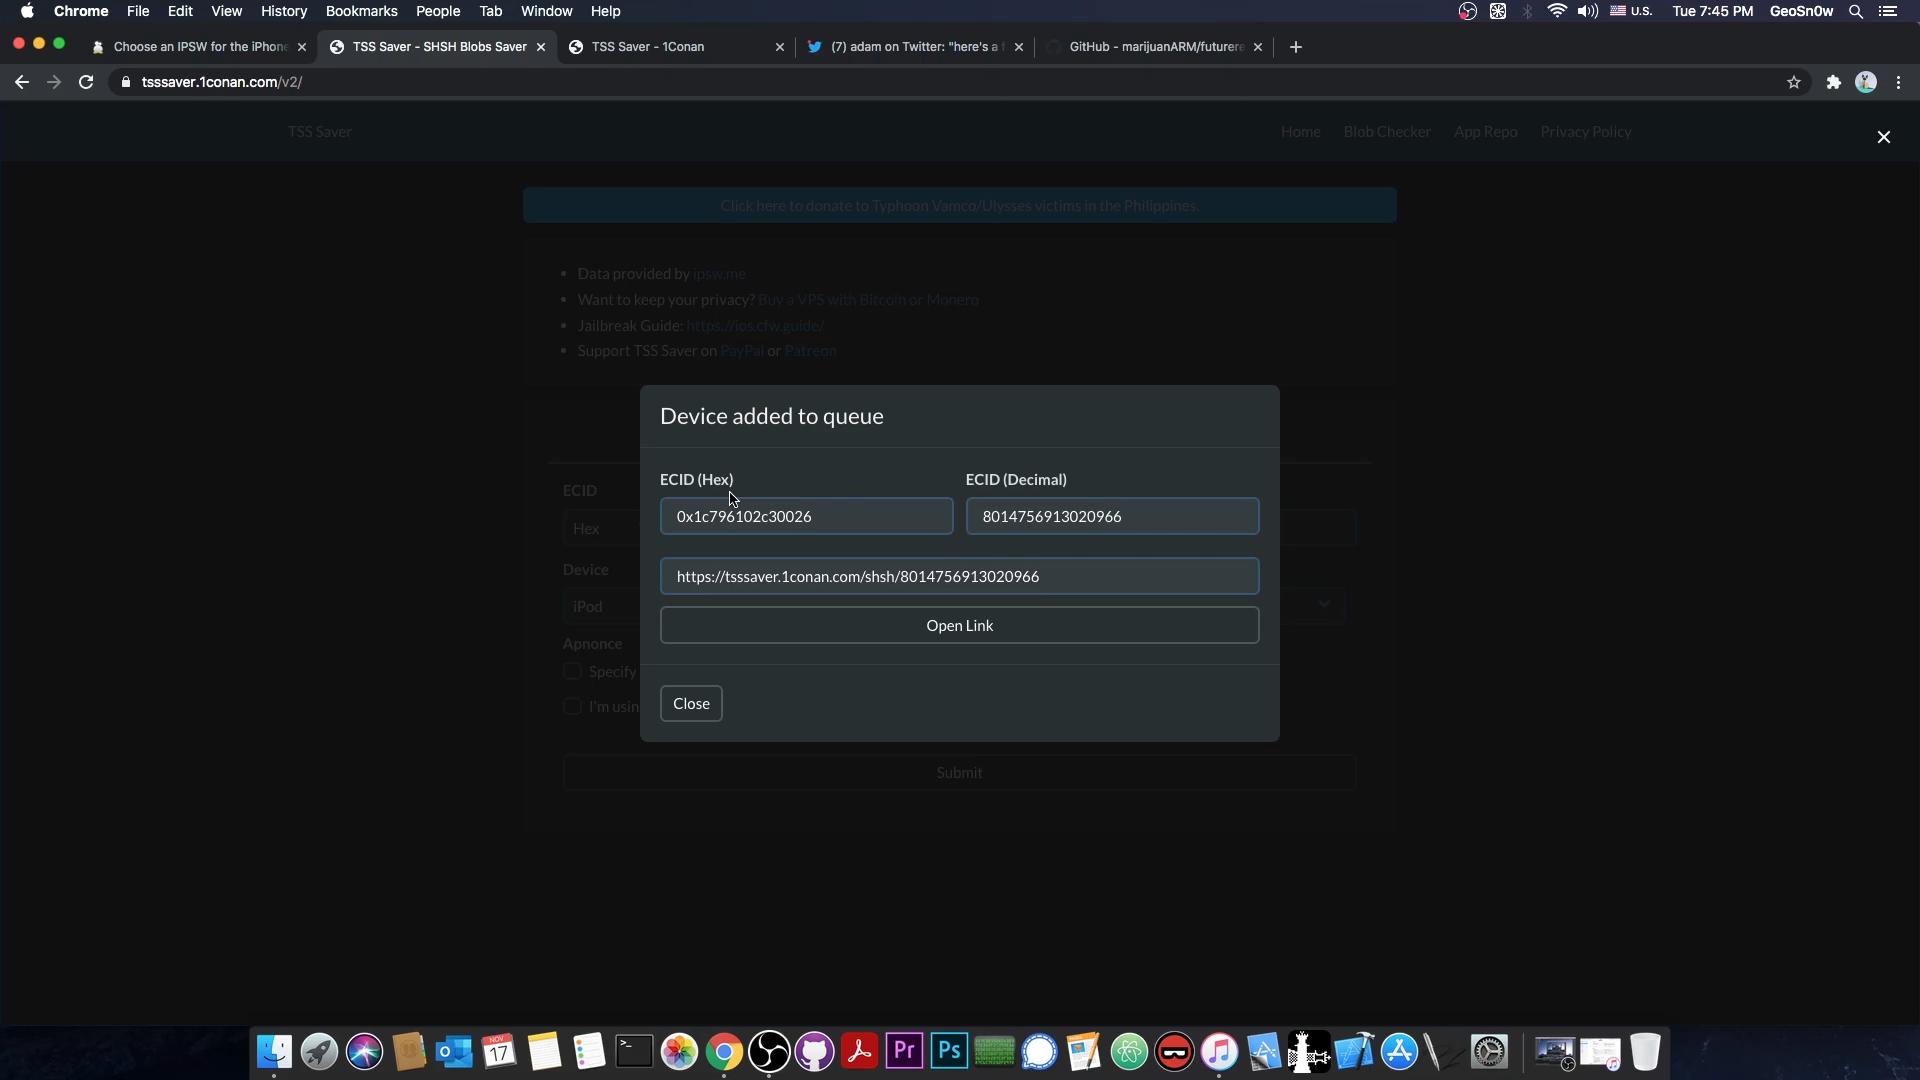 Chrome File Edit View History Bookmarks People Tab Window Help U.S. Tue 7:45 PM GeoSn0w
Choose an IPSW for the iPhone TSS Saver - SHSH Blobs Saver TSS Saver - 1Conan (7) adam on Twitter: "here's a f GitHub - marijuanARM/futurere
tsssaver.1conan.com/v2/
TSS Saver Home Blob Checker App Repo Privacy Policy
Click here to donate to Typhoon Vamco/Ulysses victims in the Philippines.
Data provided by ipsw.me
Want to keep your privacy? Buy a VPS with Bitcoin or Monero
Jailbreak Guide: https://ios.cfw.guide/
Support TSS Saver on PayPal or Patreon
Device added to queue
ECID (Hex) ECID (Decimal)
0x1c796102c30026 8014756913020966
https://tsssaver.1conan.com/shsh/8014756913020966
Open Link
Close
ECID
Hex
Device
iPod
Apnonce
Specify
I'm usin
Submit
NOV
17
Pr
Ps